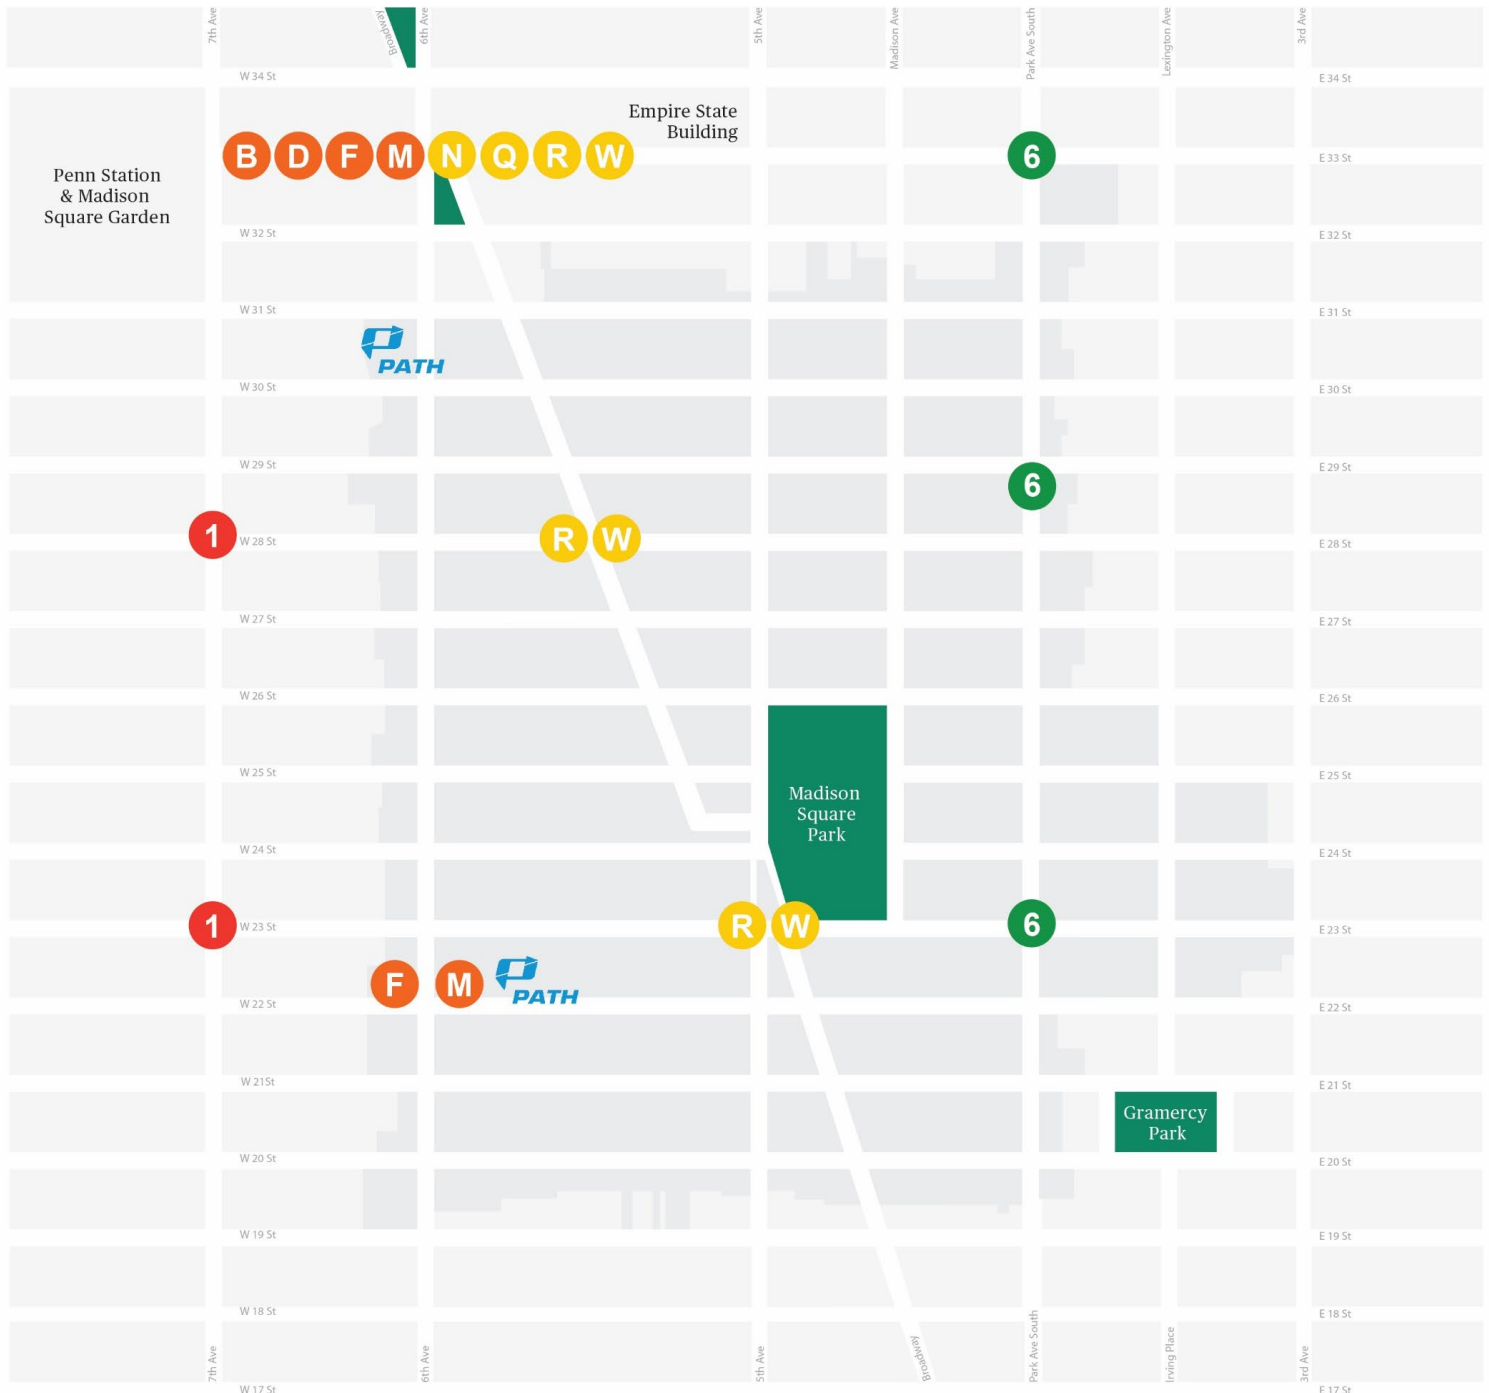 7th Ave
Broadway
6th Ave
5th Ave
Madison Ave
Park Ave South
Lexington Ave
3rd Ave
W 34 St
E 34 St
Empire State
Building
B D F M N Q R W
6
E 33 St
Penn Station
& Madison
Square Garden
W 32 St
E 32 St
W 31 St
E 31 St
PATH
W 30 St
E 30 St
W 29 St
E 29 St
6
1
W 28 St
R W
E 28 St
W 27 St
E 27 St
W 26 St
E 26 St
W 25 St
E 25 St
Madison
Square
Park
W 24 St
E 24 St
1
W 23 St
R W
6
E 23 St
F M
PATH
W 22 St
E 22 St
W 21St
E 21 St
Gramercy
Park
W 20 St
E 20 St
W 19 St
E 19 St
W 18 St
E 18 St
7th Ave
6th Ave
5th Ave
Broadway
Park Ave South
Irving Place
3rd Ave
W 17 St
E 17 St